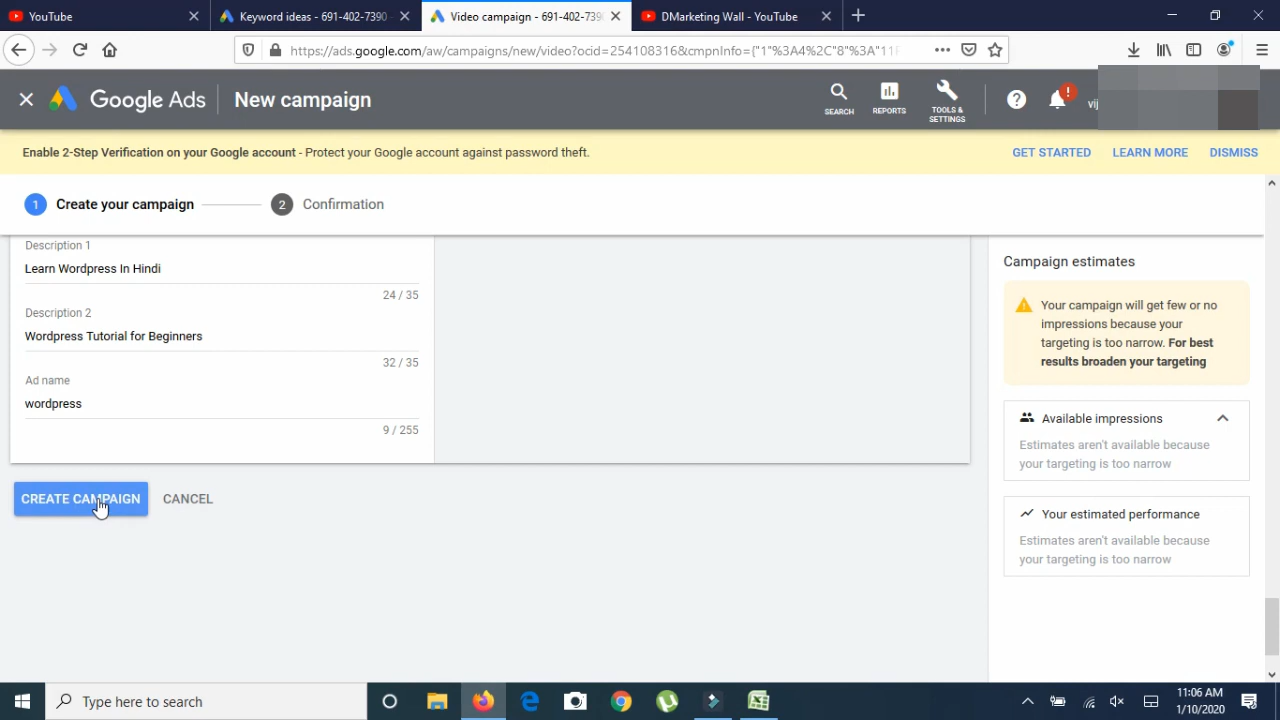 YouTube
Keyword ideas - 691-402-7390
Video campaign - 691-402-739
DMarketing Wall - YouTube
https://ads.google.com/aw/campaigns/new/video?ocid=254108316&cmpnInfo={"1"%3A4%2C"8"%3A"11
Google Ads
New campaign
SEARCH
REPORTS
TOOLS &
SETTINGS
vij
Enable 2-Step Verification on your Google account - Protect your Google account against password theft.
GET STARTED
LEARN MORE
DISMISS
1 Create your campaign
2 Confirmation
Description 1
Learn Wordpress In Hindi
24 / 35
Description 2
Wordpress Tutorial for Beginners
32 / 35
Ad name
wordpress
9 / 255
CREATE CAMPAIGN
CANCEL
Campaign estimates
Your campaign will get few or no
impressions because your
targeting is too narrow. For best
results broaden your targeting
Available impressions
Estimates aren't available because
your targeting is too narrow
Your estimated performance
Estimates aren't available because
your targeting is too narrow
Type here to search
11:06 AM
1/10/2020